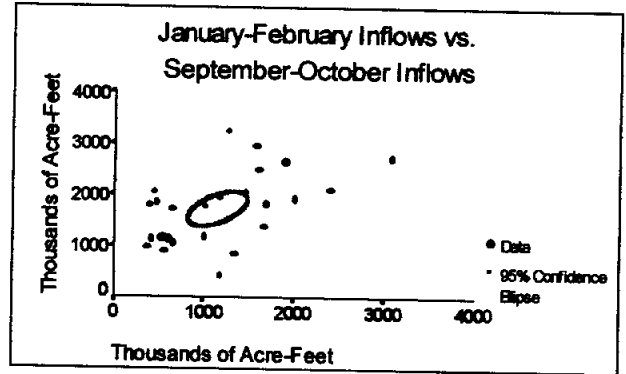 January-February Inflows vs.
September-October Inflows
Thousands of Acre-Feet
4000
3000
2000
1000
0
0
1000
2000
3000
4000
Thousands of Acre-Feet
Data
95% Confidence
Ellipse